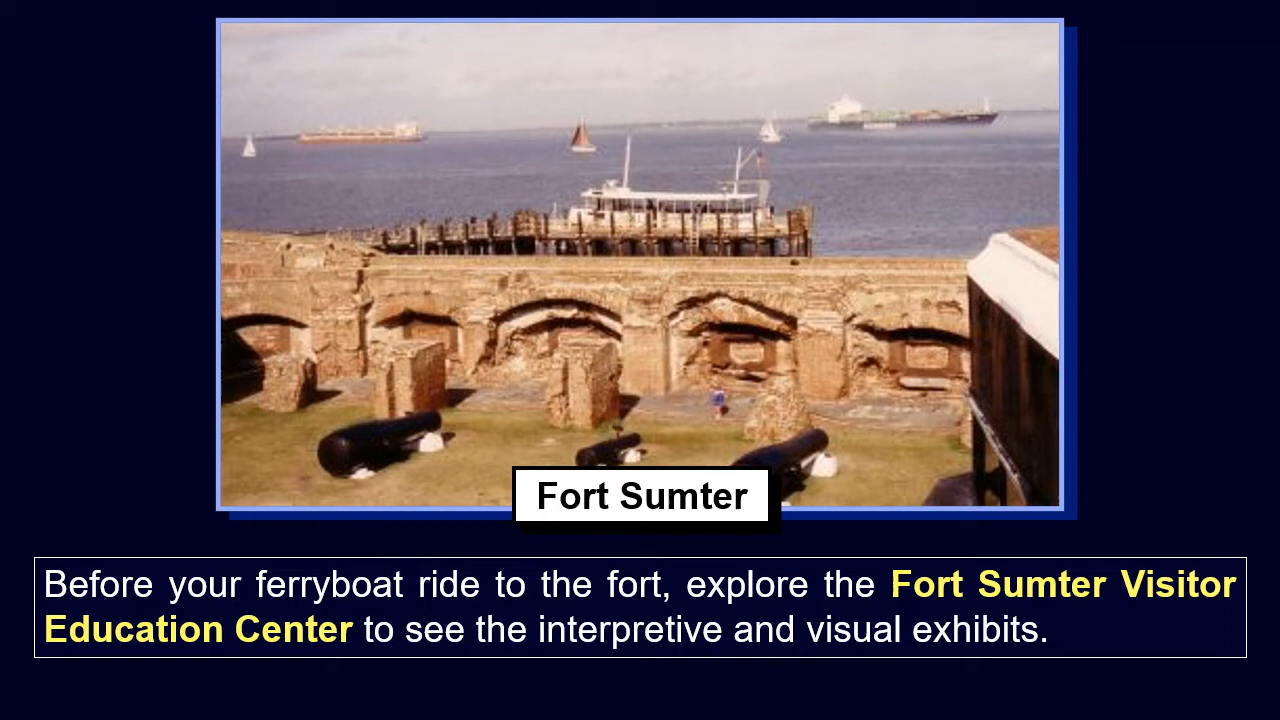 Fort Sumter
Before your ferryboat ride to the fort, explore the Fort Sumter Visitor
Education Center to see the interpretive and visual exhibits.